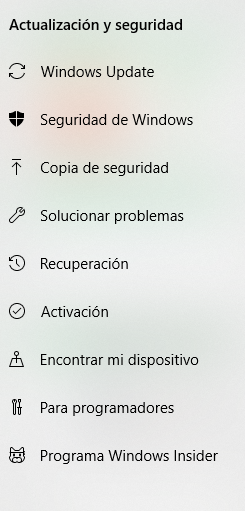 Actualización y seguridad
Windows Update
Seguridad de Windows
Copia de seguridad
Solucionar problemas
Recuperación
Activación
Encontrar mi dispositivo
Para programadores
Programa Windows Insider